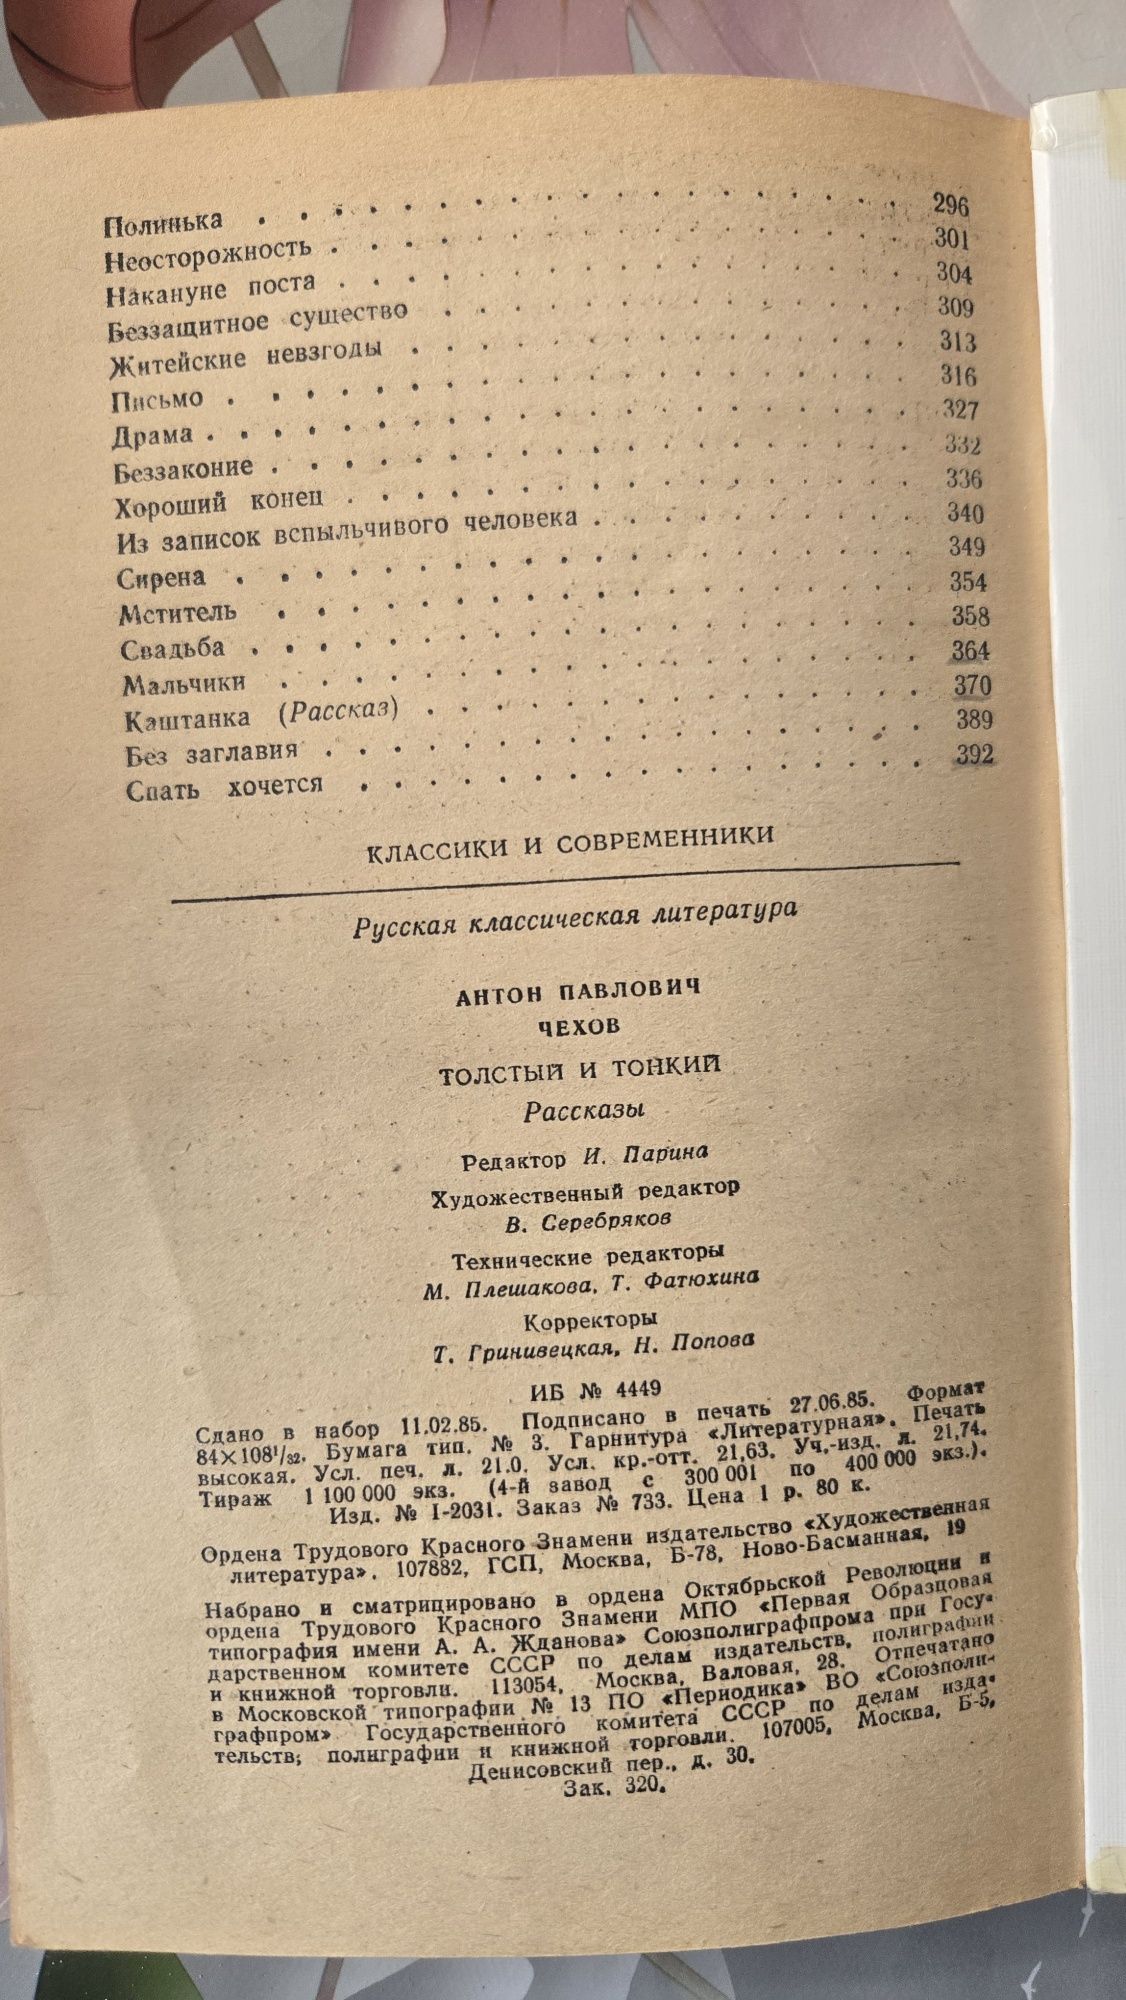 Полинька . . . . . . . . . . . . . . . . . . 296
Неосторожность . . . . . . . . . . . . . . . 301
Накануне поста . . . . . . . . . . . . . . . 304
Беззащитное существо . . . . . . . . . . . . 309
Житейские невзгоды . . . . . . . . . . . . . 313
Письмо . . . . . . . . . . . . . . . . . . . 316
Драма . . . . . . . . . . . . . . . . . . . 327
Беззаконие . . . . . . . . . . . . . . . . . 332
Хороший конец . . . . . . . . . . . . . . . 336
Из записок вспыльчивого человека . . . . . . 340
Сирена . . . . . . . . . . . . . . . . . . . 349
Мститель . . . . . . . . . . . . . . . . . . 354
Свадьба . . . . . . . . . . . . . . . . . . 358
Мальчики . . . . . . . . . . . . . . . . . . 364
Каштанка (Рассказ) . . . . . . . . . . . . . 370
Без заглавия . . . . . . . . . . . . . . . . 389
Спать хочется . . . . . . . . . . . . . . . 392
КЛАССИКИ И СОВРЕМЕННИКИ
Русская классическая литература
АНТОН ПАВЛОВИЧ
ЧЕХОВ
ТОЛСТЫЙ И ТОНКИЙ
Рассказы
Редактор И. Парина
Художественный редактор
В. Серебряков
Технические редакторы
М. Плешакова, Т. Фатюхина
Корректоры
Т. Гринивецкая, Н. Попова
ИБ № 4449
Сдано в набор 11.02.85. Подписано в печать 27.06.85. Формат
84×108¹/₃₂. Бумага тип. № 3. Гарнитура «Литературная». Печать
высокая. Усл. печ. л. 21.0. Усл. кр.-отт. 21,63. Уч.-изд. л. 21,74.
Тираж 1 100 000 экз. (4-й завод с 300 001 по 400 000 экз.).
Изд. № I-2031. Заказ № 733. Цена 1 р. 80 к.
Ордена Трудового Красного Знамени издательство «Художественная
литература». 107882, ГСП, Москва, Б-78, Ново-Басманная, 19
Набрано и сматрицировано в ордена Октябрьской Революции и
ордена Трудового Красного Знамени МПО «Первая Образцовая
типография имени А. А. Жданова» Союзполиграфпрома при Госу-
дарственном комитете СССР по делам издательств, полиграфии
и книжной торговли. 113054, Москва, Валовая, 28. Отпечатано
в Московской типографии № 13 ПО «Периодика» ВО «Союзполи-
графпром» Государственного комитета СССР по делам изда-
тельств, полиграфии и книжной торговли. 107005, Москва, Б-5,
Денисовский пер., д. 30.
Зак. 320.